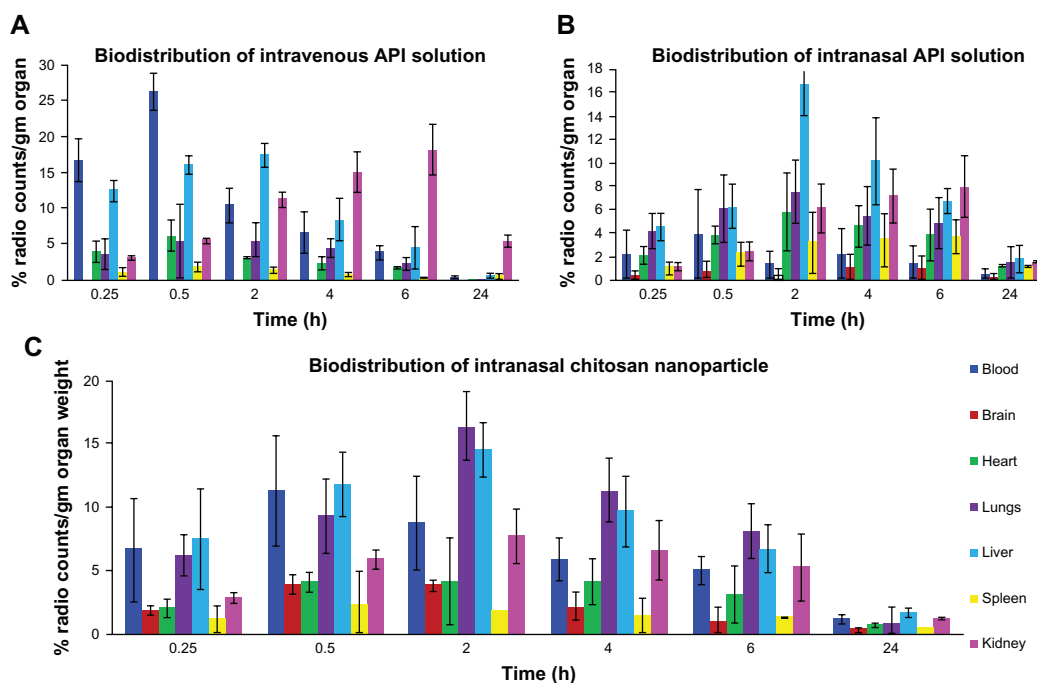 A
Biodistribution of intravenous API solution
% radio counts/gm organ
30
25
20
15
10
5
0
0.25 0.5 2 4 6 24
Time (h)
B
Biodistribution of intranasal API solution
% radio counts/gm organ
18
16
14
12
10
8
6
4
2
0
0.25 0.5 2 4 6 24
Time (h)
C
Biodistribution of intranasal chitosan nanoparticle
% radio counts/gm organ weight
20
15
10
5
0
0.25 0.5 2 4 6 24
Time (h)
Blood
Brain
Heart
Lungs
Liver
Spleen
Kidney